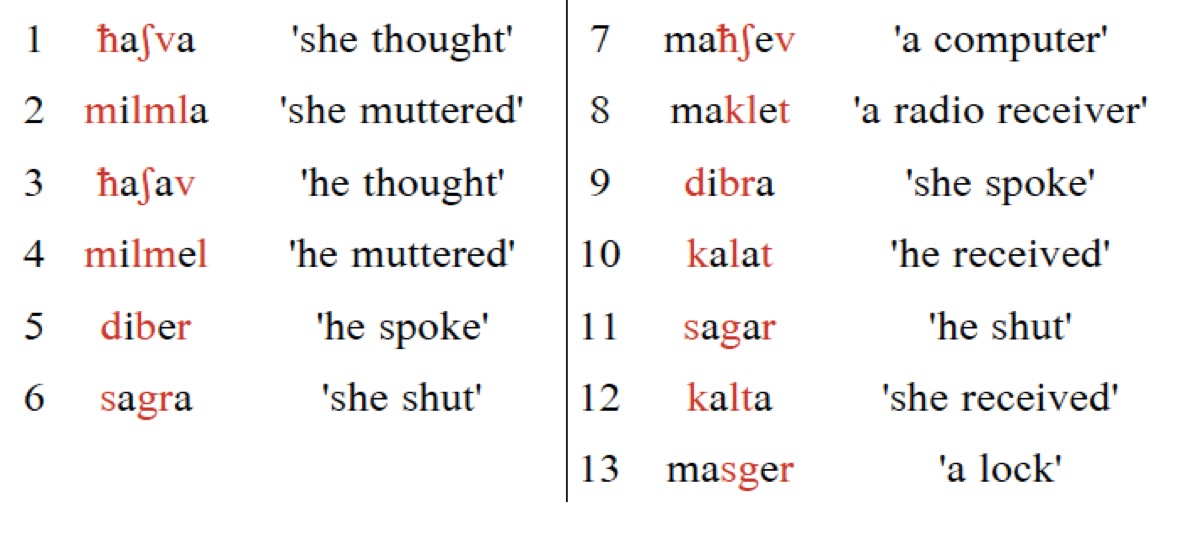 1 ħaʃva 'she thought'
2 milmla 'she muttered'
3 ħaʃav 'he thought'
4 milmel 'he muttered'
5 diber 'he spoke'
6 sagra 'she shut'
7 maħʃev 'a computer'
8 maklet 'a radio receiver'
9 dibra 'she spoke'
10 kalat 'he received'
11 sagar 'he shut'
12 kalta 'she received'
13 masger 'a lock'